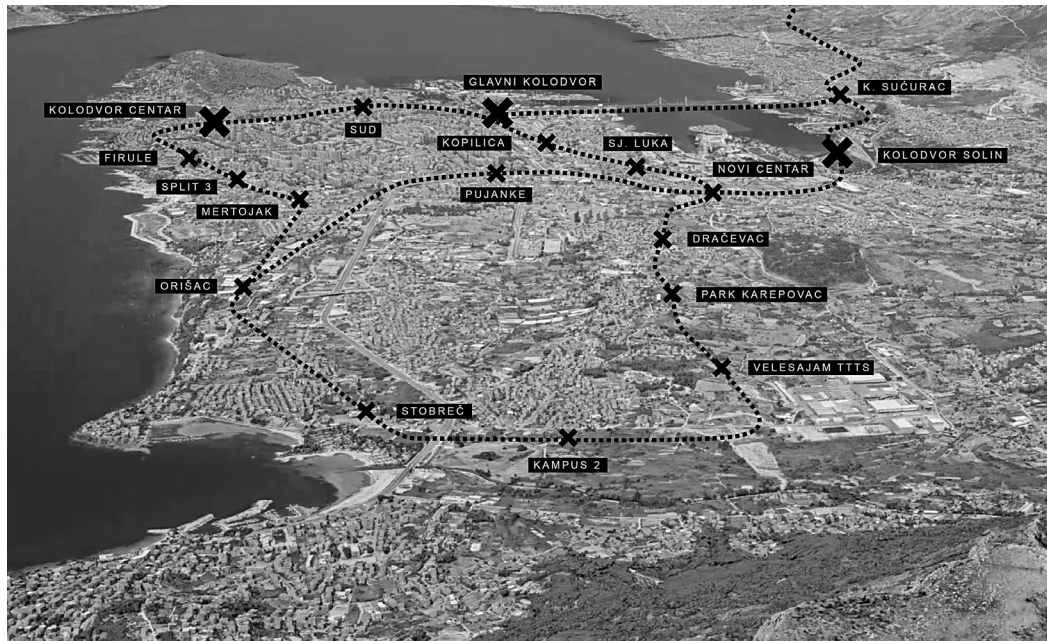 GLAVNI KOLODVOR
K. SUĆURAC
KOLODVOR CENTAR
SUD
KOPILICA
SJ. LUKA
KOLODVOR SOLIN
FIRULE
NOVI CENTAR
SPLIT 3
PUJANKE
MERTOJAK
DRAČEVAC
ORIŠAC
PARK KAREPOVAC
VELESAJAM TTTS
STOBREČ
KAMPUS 2